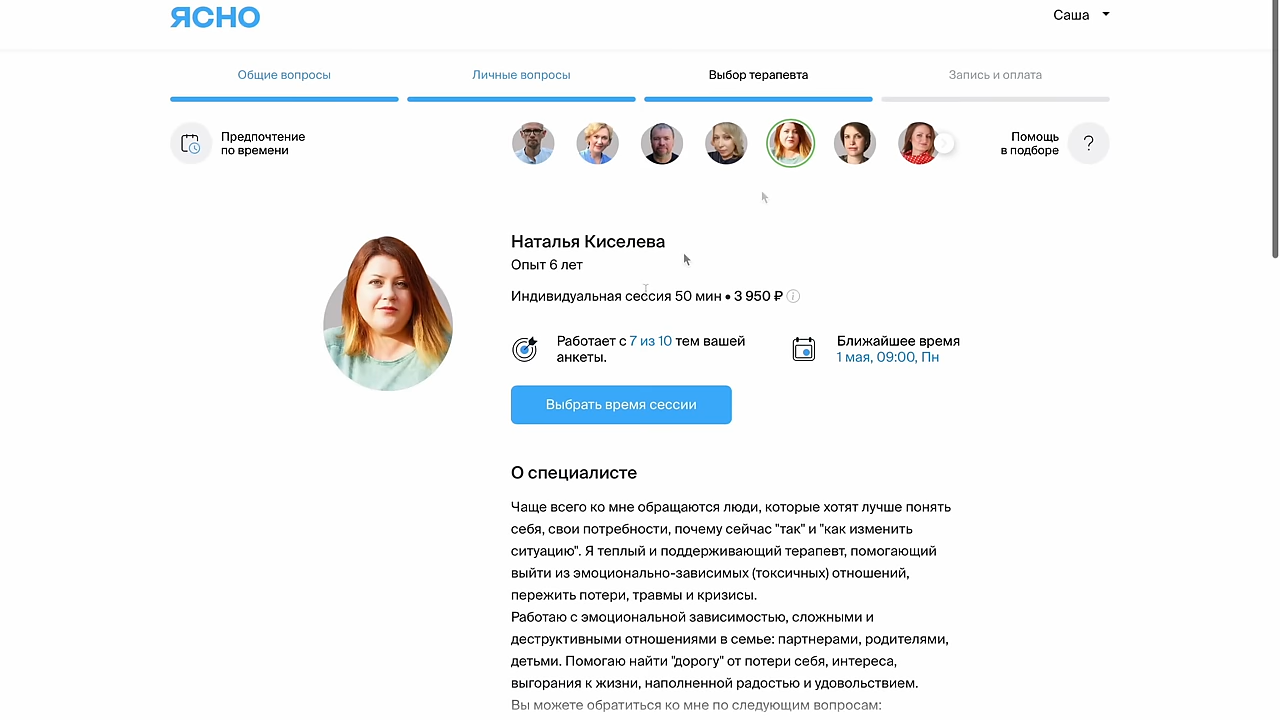 ЯСНО
Саша
Общие вопросы
Личные вопросы
Выбор терапевта
Запись и оплата
Предпочтение
по времени
Помощь
в подборе
?
Наталья Киселева
Опыт 6 лет
Индивидуальная сессия 50 мин • 3 950 ₽
Работает с 7 из 10 тем вашей
анкеты.
Ближайшее время
1 мая, 09:00, Пн
Выбрать время сессии
О специалисте
Чаще всего ко мне обращаются люди, которые хотят лучше понять
себя, свои потребности, почему сейчас "так" и "как изменить
ситуацию". Я теплый и поддерживающий терапевт, помогающий
выйти из эмоционально-зависимых (токсичных) отношений,
пережить потери, травмы и кризисы.
Работаю с эмоциональной зависимостью, сложными и
деструктивными отношениями в семье: партнерами, родителями,
детьми. Помогаю найти "дорогу" от потери себя, интереса,
выгорания к жизни, наполненной радостью и удовольствием.
Вы можете обратиться ко мне по следующим вопросам: